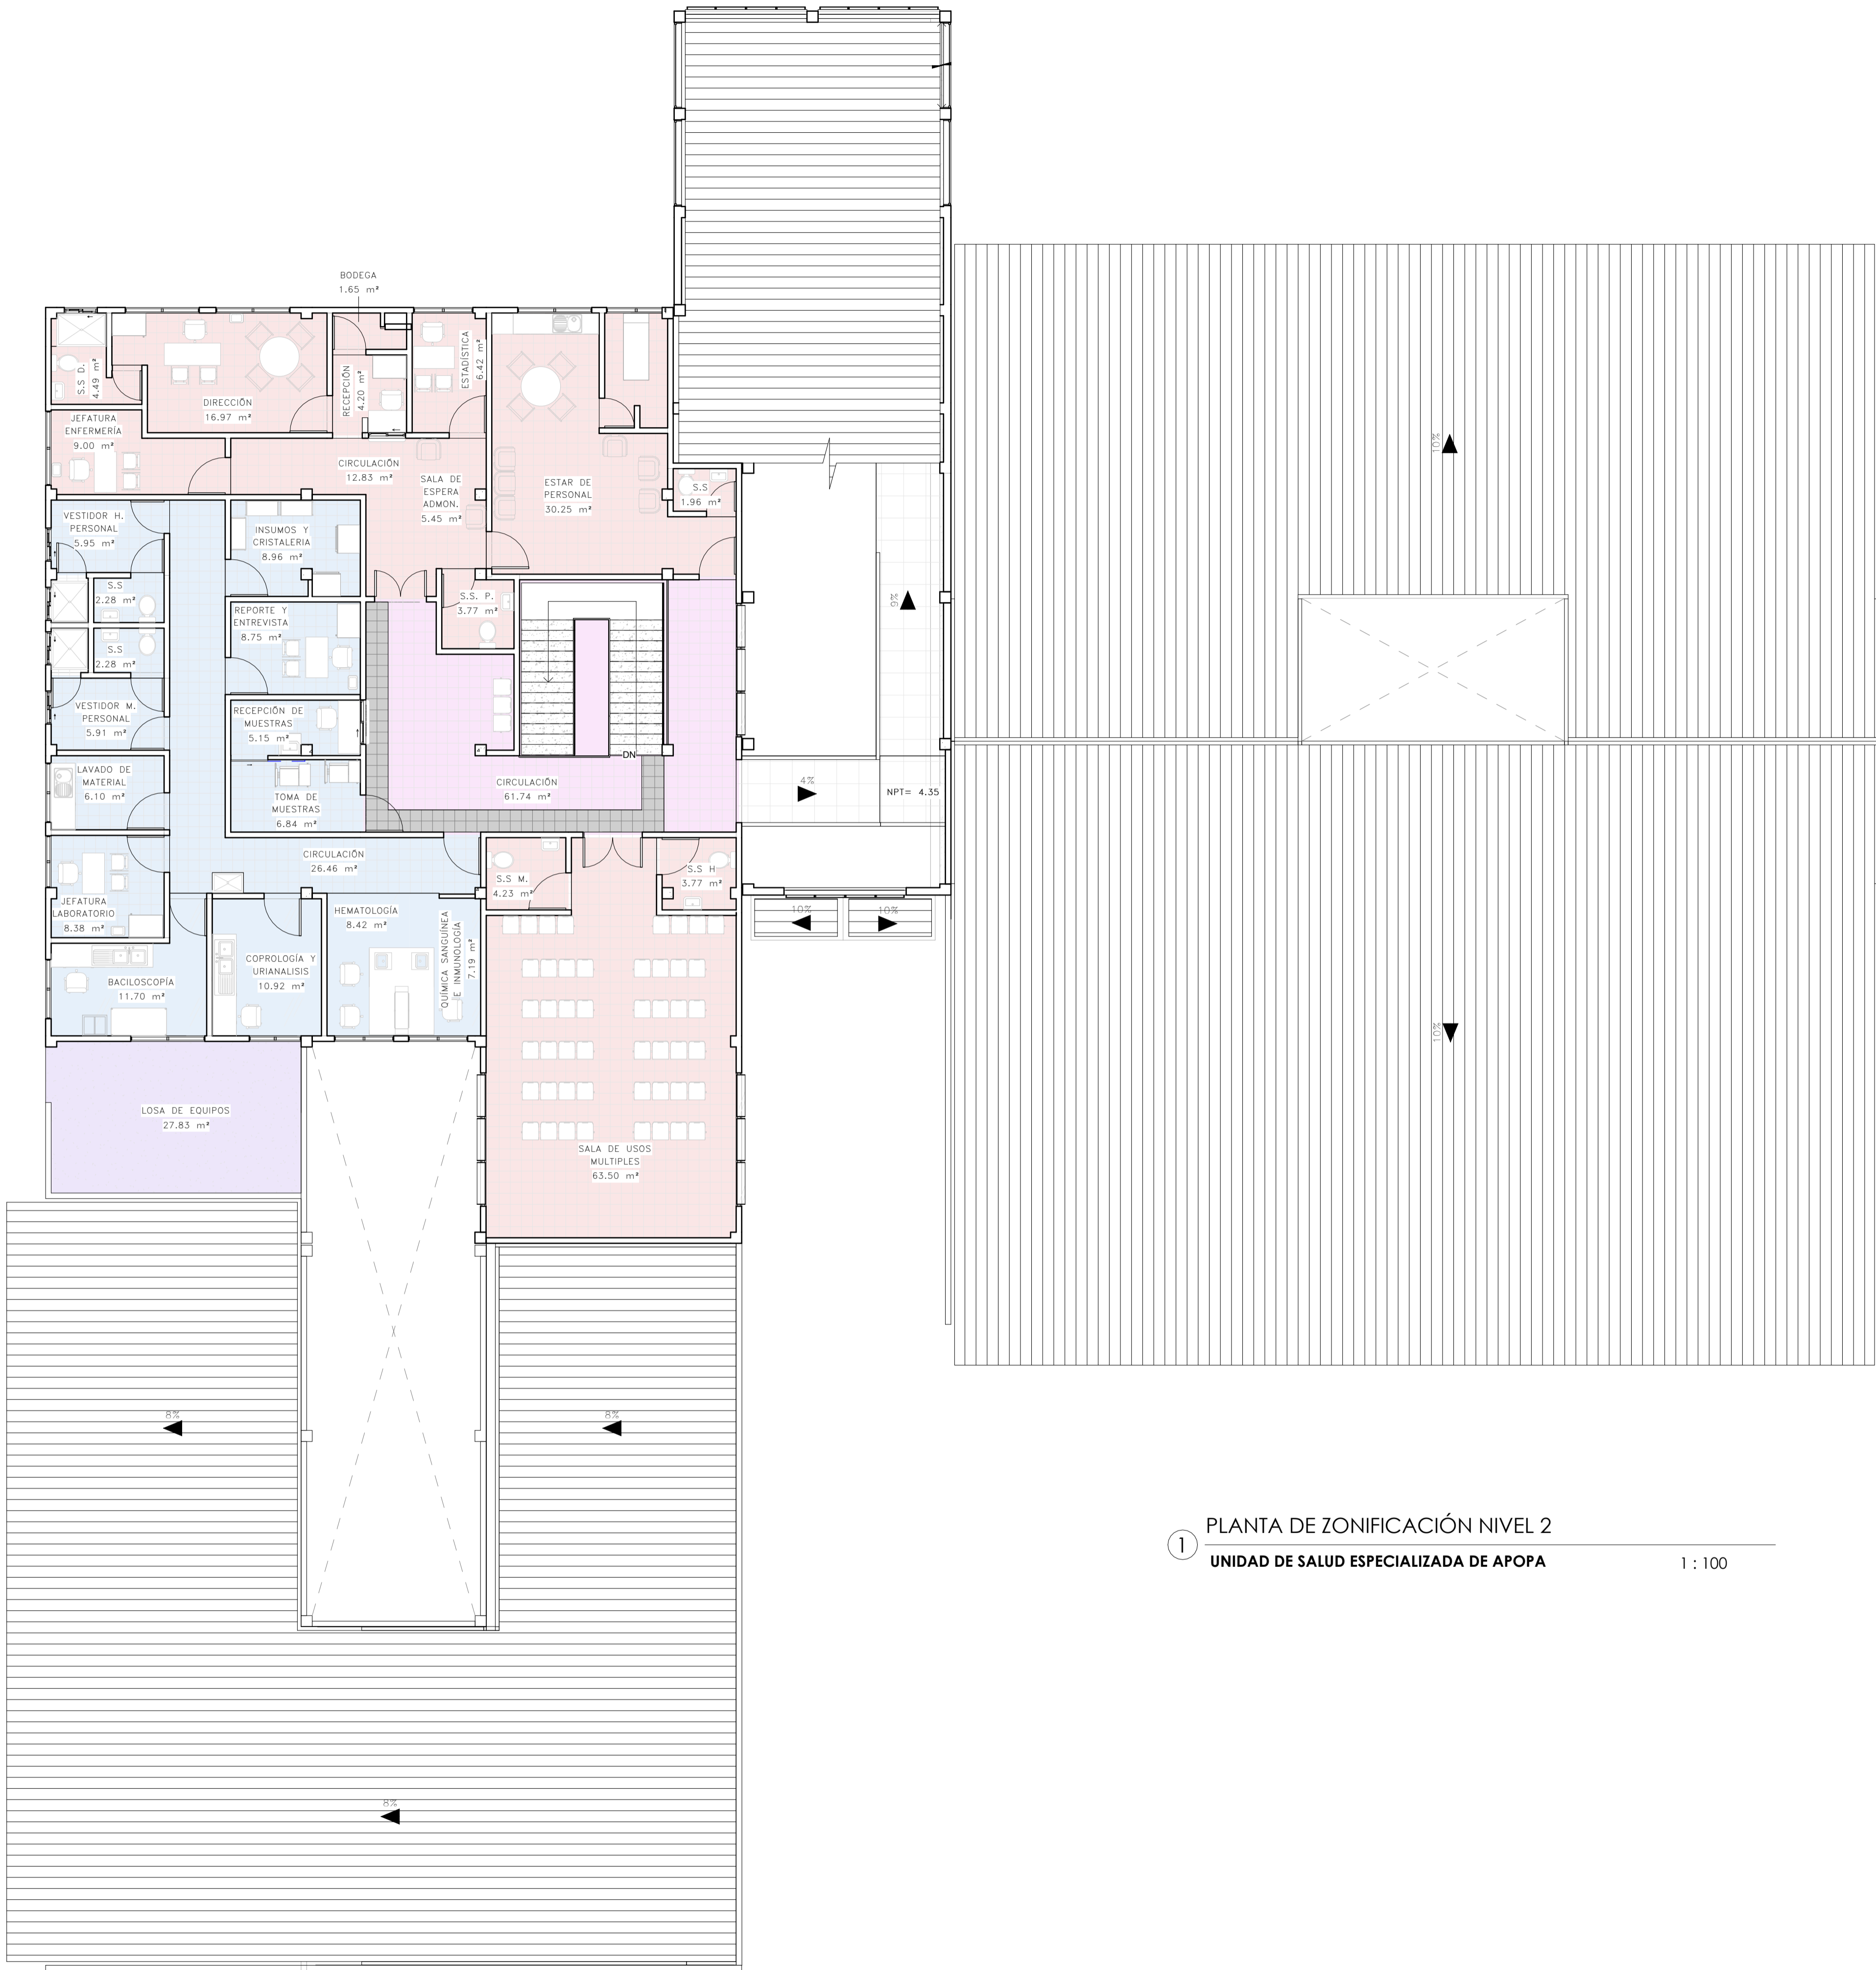 BODEGA
1.65 m²
S.S D.
4.49 m²
DIRECCIÓN
16.97 m²
RECEPCIÓN
4.20 m²
ESTADÍSTICA
6.42 m²
JEFATURA
ENFERMERÍA
9.00 m²
CIRCULACIÓN
12.83 m²
SALA DE
ESPERA
ADMON.
5.45 m²
ESTAR DE
PERSONAL
30.25 m²
S.S
1.96 m²
10%
VESTIDOR H.
PERSONAL
5.95 m²
INSUMOS Y
CRISTALERIA
8.96 m²
S.S
2.28 m²
S.S. P.
3.77 m²
9%
REPORTE Y
ENTREVISTA
8.75 m²
S.S
2.28 m²
VESTIDOR M.
PERSONAL
5.91 m²
RECEPCIÓN DE
MUESTRAS
5.15 m²
DN
LAVADO DE
MATERIAL
6.10 m²
TOMA DE
MUESTRAS
6.84 m²
CIRCULACIÓN
61.74 m²
4%
NPT= 4.35
CIRCULACIÓN
26.46 m²
S.S M.
4.23 m²
S.S H
3.77 m²
JEFATURA
LABORATORIO
8.38 m²
HEMATOLOGÍA
8.42 m²
QUÍMICA SANGUÍNEA
E INMUNOLOGÍA
7.19 m²
10%
10%
BACILOSCOPÍA
11.70 m²
COPROLOGÍA Y
URIANALISIS
10.92 m²
10%
LOSA DE EQUIPOS
27.83 m²
SALA DE USOS
MULTIPLES
63.50 m²
8%
8%
8%
1
PLANTA DE ZONIFICACIÓN NIVEL 2
UNIDAD DE SALUD ESPECIALIZADA DE APOPA
1 : 100